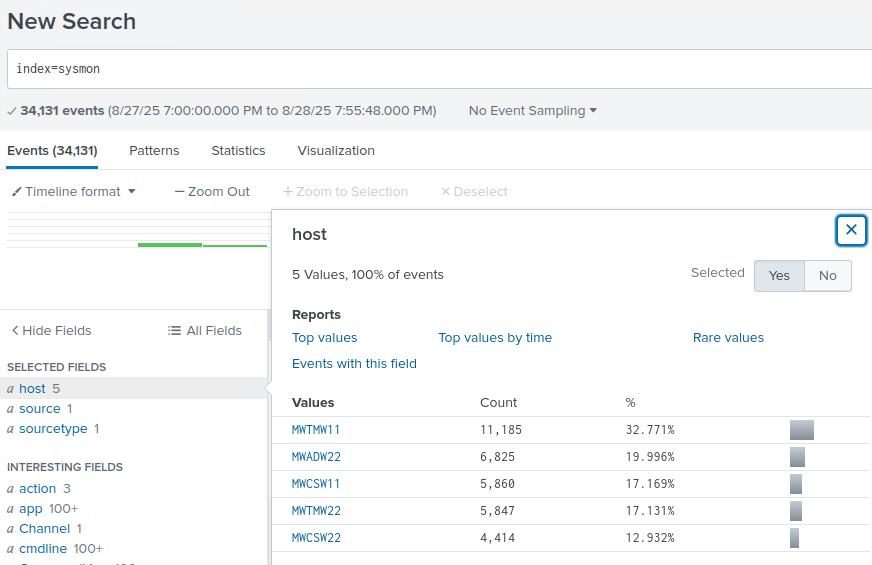 New Search
index=sysmon
34,131 events (8/27/25 7:00:00.000 PM to 8/28/25 7:55:48.000 PM) No Event Sampling
Events (34,131) Patterns Statistics Visualization
Timeline format — Zoom Out + Zoom to Selection × Deselect
host
5 Values, 100% of events Selected Yes No
Reports
Top values Top values by time Rare values
Events with this field
Values Count %
MWTMW11 11,185 32.771%
MWADW22 6,825 19.996%
MWCSW11 5,860 17.169%
MWTMW22 5,847 17.131%
MWCSW22 4,414 12.932%
< Hide Fields All Fields
SELECTED FIELDS
a host 5
a source 1
a sourcetype 1
INTERESTING FIELDS
a action 3
a app 100+
a Channel 1
a cmdline 100+